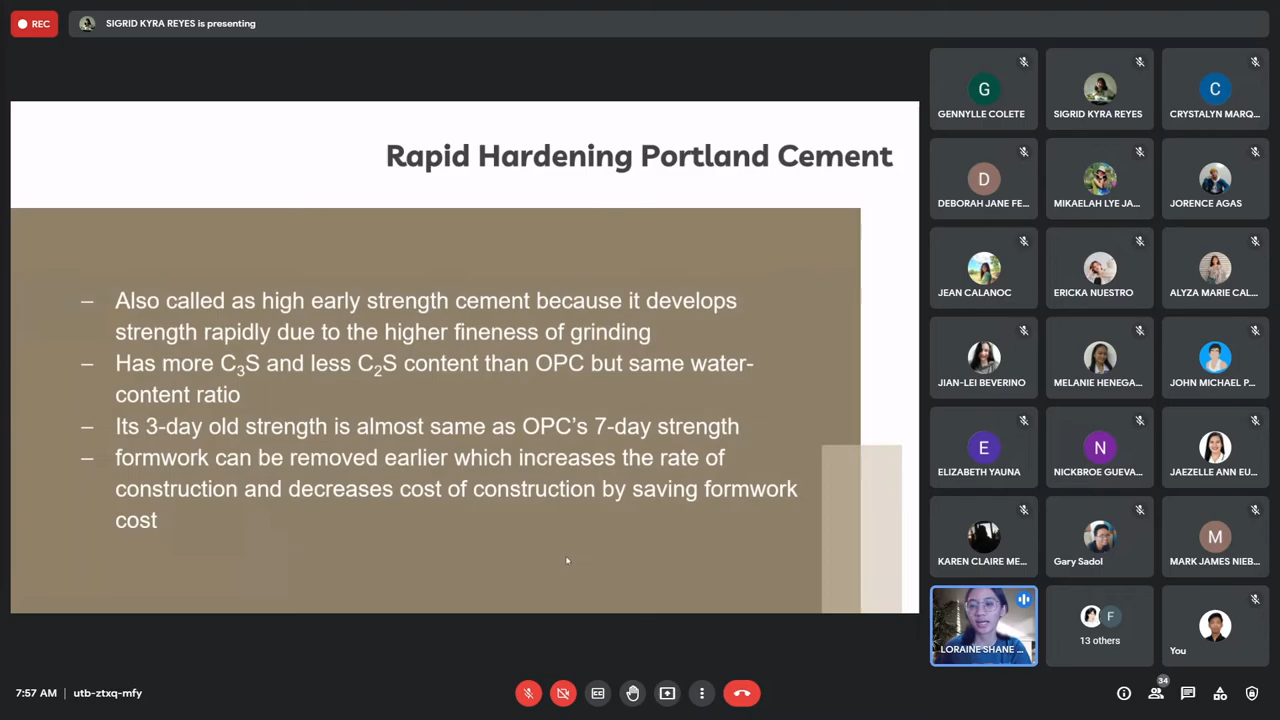 REC
SIGRID KYRA REYES is presenting
Rapid Hardening Portland Cement
– Also called as high early strength cement because it develops
strength rapidly due to the higher fineness of grinding
– Has more C₃S and less C₂S content than OPC but same water-
content ratio
– Its 3-day old strength is almost same as OPC's 7-day strength
– formwork can be removed earlier which increases the rate of
construction and decreases cost of construction by saving formwork
cost
G
GENNYLLE COLETE
SIGRID KYRA REYES
C
CRYSTALYN MARQ...
D
DEBORAH JANE FE...
MIKAELAH LYE JA...
JORENCE AGAS
JEAN CALANOC
ERICKA NUESTRO
ALYZA MARIE CAL...
JIAN-LEI BEVERINO
MELANIE HENEGA...
JOHN MICHAEL P...
E
ELIZABETH YAUNA
N
NICKBROE GUEVA...
JAEZELLE ANN EU...
KAREN CLAIRE ME...
Gary Sadol
M
MARK JAMES NIEB...
LORAINE SHANE ...
F
13 others
You
7:57 AM | utb-ztxq-mfy
34